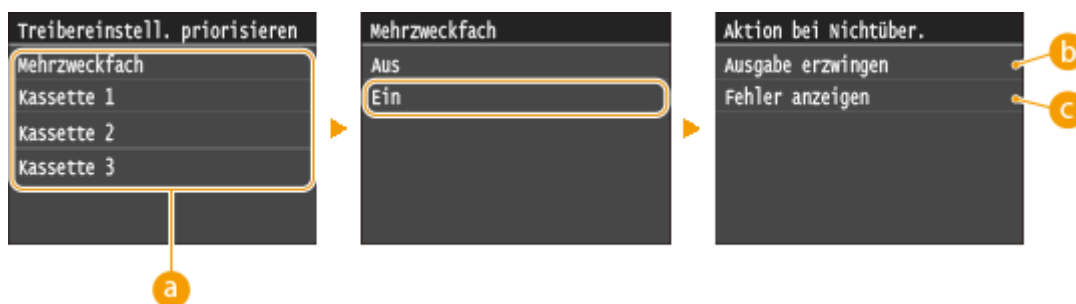 Treibereinstell. priorisieren
Mehrzweckfach
Kassette 1
Kassette 2
Kassette 3
a
Mehrzweckfach
Aus
Ein
Aktion bei Nichtüber.
Ausgabe erzwingen
b
Fehler anzeigen
c